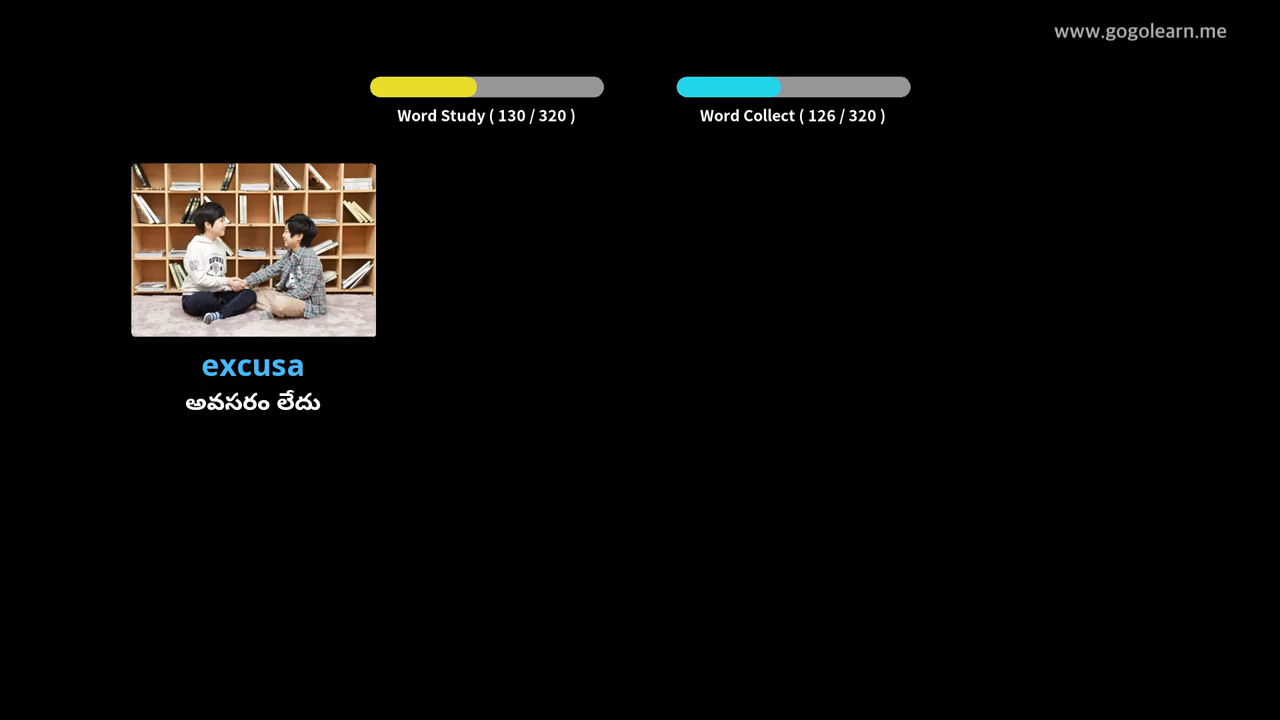 www.gogolearn.me
Word Study ( 130 / 320 )
Word Collect ( 126 / 320 )
excusa
అవసరం లేదు